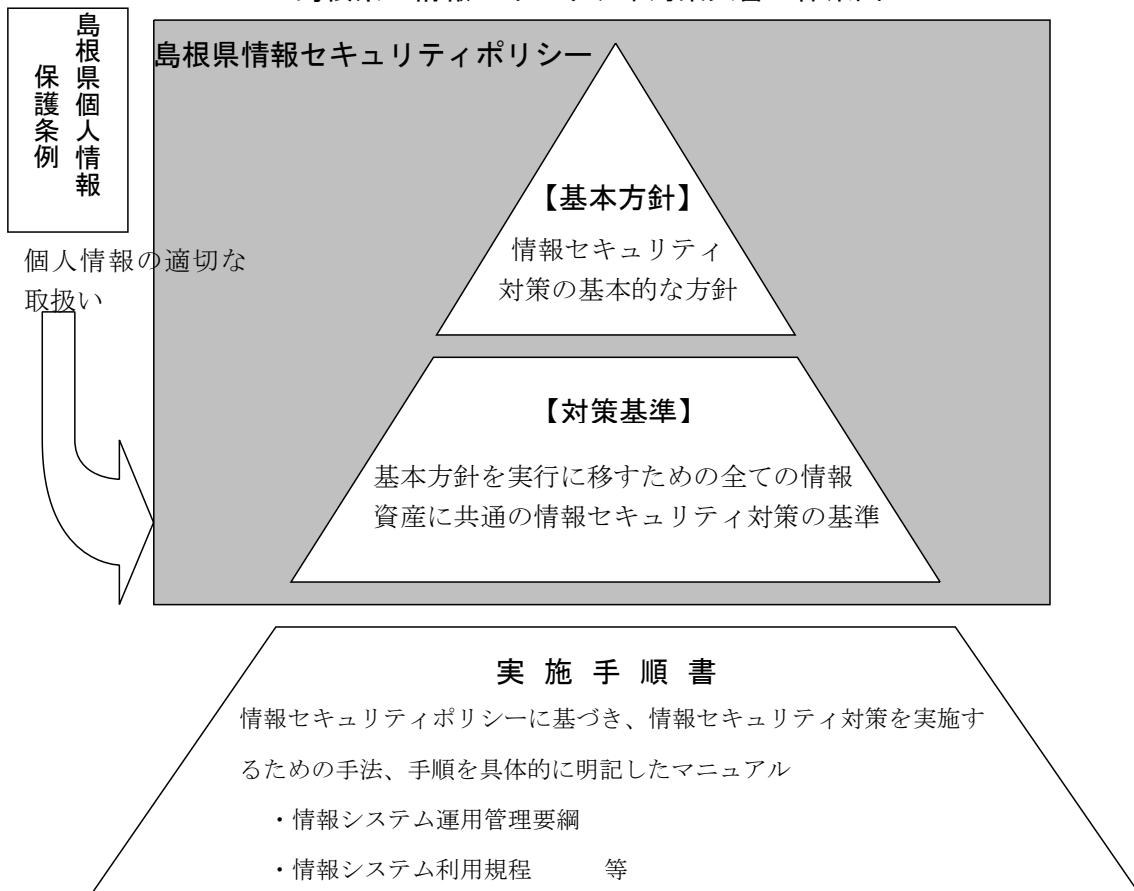 島根県個人情報
保護条例
島根県情報セキュリティポリシー
【基本方針】
情報セキュリティ
対策の基本的な方針
個人情報の適切な
取扱い
【対策基準】
基本方針を実行に移すための全ての情報
資産に共通の情報セキュリティ対策の基準
実施手順書
情報セキュリティポリシーに基づき、情報セキュリティ対策を実施す
るための手法、手順を具体的に明記したマニュアル
・情報システム運用管理要綱
・情報システム利用規程　　　等